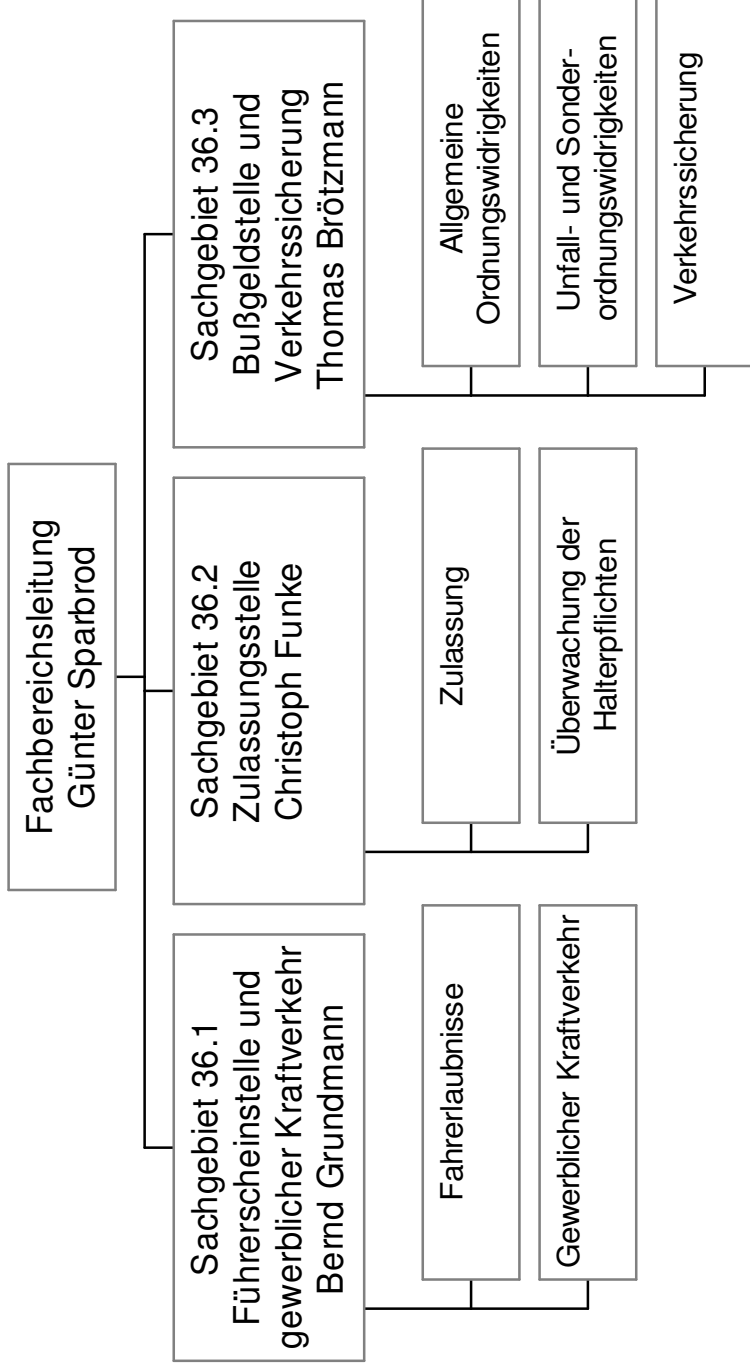 Fachbereichsleitung
Günter Sparbrod
Sachgebiet 36.1
Führerscheinstelle und
gewerblicher Kraftverkehr
Bernd Grundmann
Fahrerlaubnisse
Gewerblicher Kraftverkehr
Sachgebiet 36.2
Zulassungsstelle
Christoph Funke
Zulassung
Überwachung der
Halterpflichten
Sachgebiet 36.3
Bußgeldstelle und
Verkehrssicherung
Thomas Brötzmann
Allgemeine
Ordnungswidrigkeiten
Unfall- und Sonder-
ordnungswidrigkeiten
Verkehrssicherung